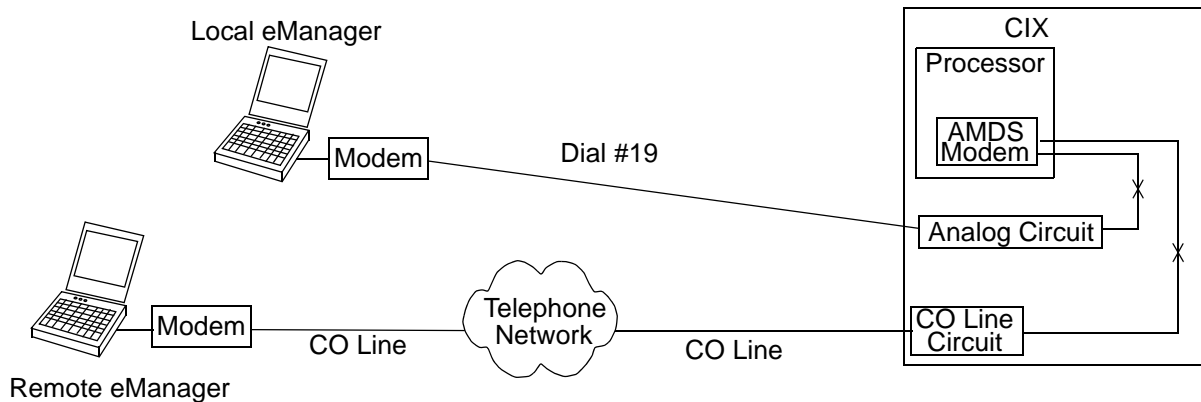 Local eManager
CIX
Processor
AMDS
Modem
Modem
Dial #19
Analog Circuit
Telephone
Network
Modem
CO Line
CO Line
CO Line
Circuit
Remote eManager